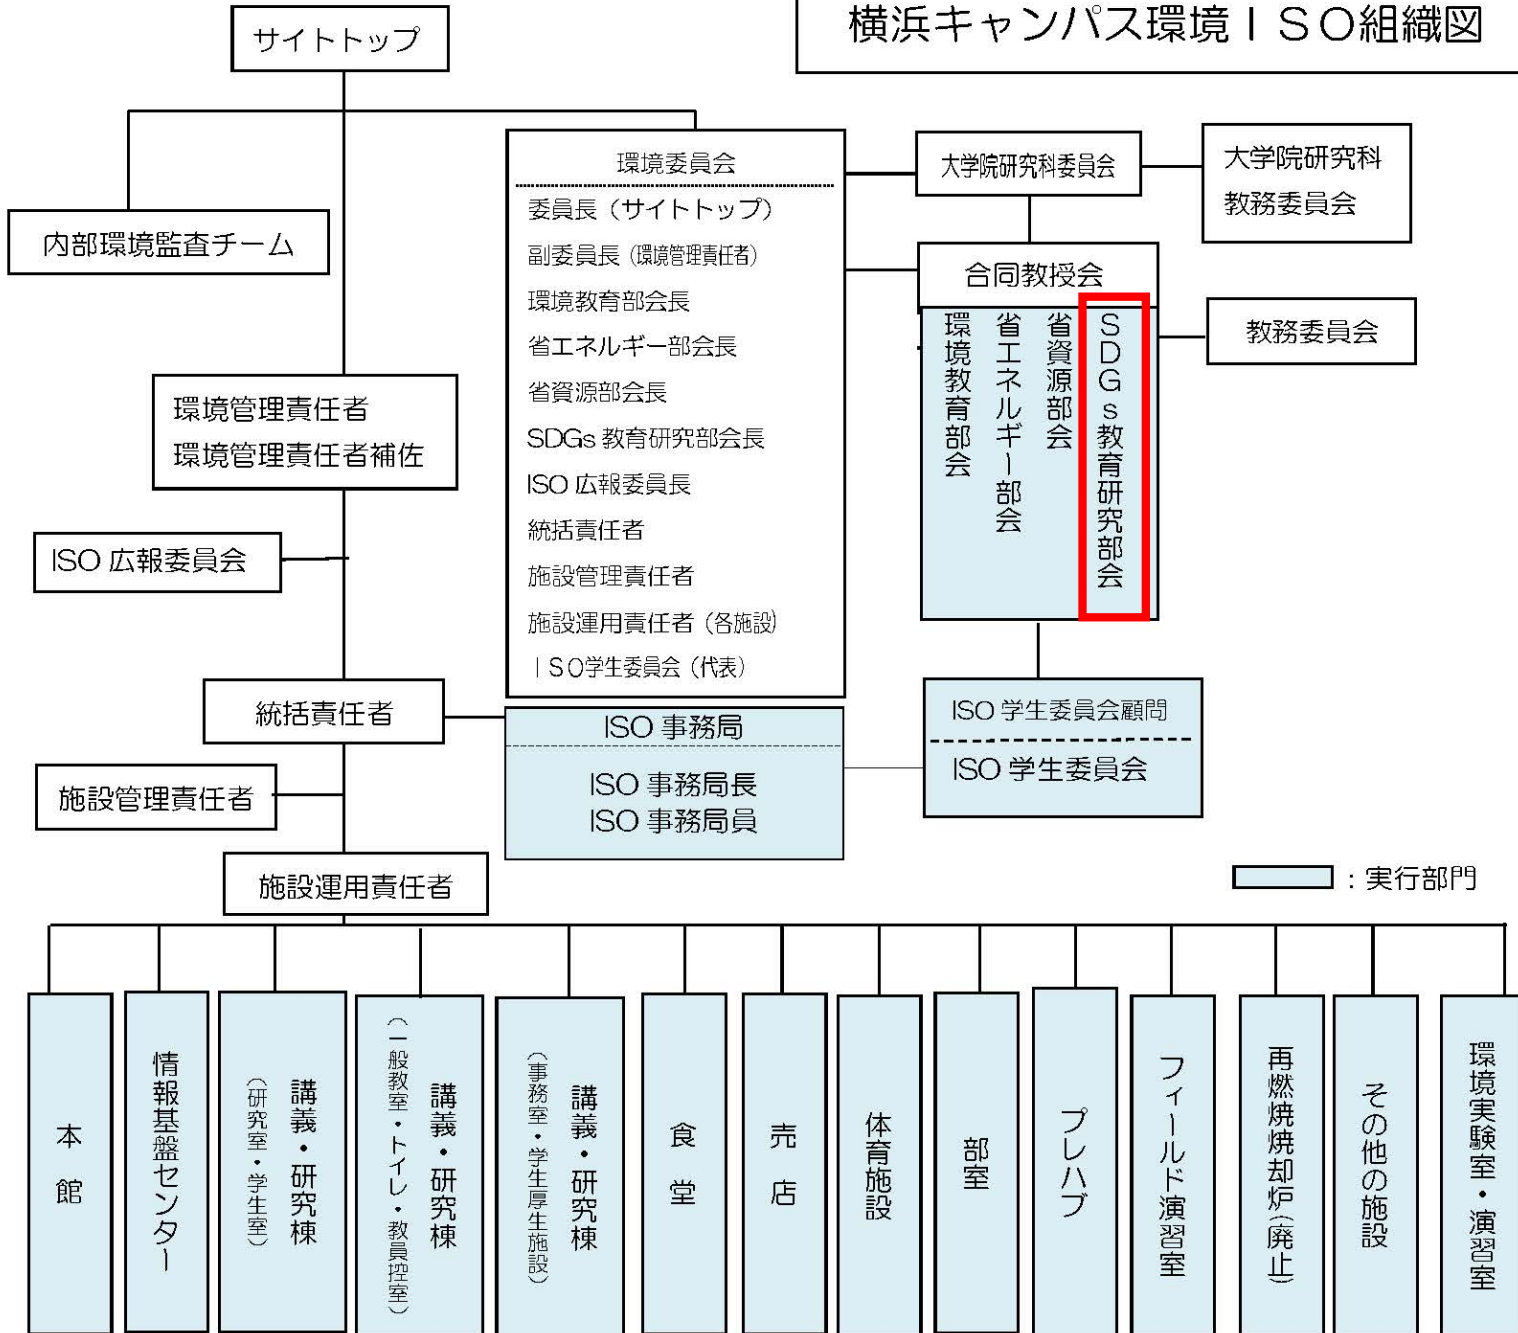 横浜キャンパス環境ＩＳＯ組織図
サイトトップ
内部環境監査チーム
環境委員会
委員長（サイトトップ）
副委員長（環境管理責任者）
環境教育部会長
省エネルギー部会長
省資源部会長
SDGs 教育研究部会長
ISO 広報委員長
統括責任者
施設管理責任者
施設運用責任者（各施設）
ＩＳＯ学生委員会（代表）
大学院研究科委員会
大学院研究科
教務委員会
合同教授会
環境教育部会
省エネルギー部会
省資源部会
ＳＤＧｓ教育研究部会
教務委員会
環境管理責任者
環境管理責任者補佐
ISO 広報委員会
統括責任者
ISO 事務局
ISO 事務局長
ISO 事務局員
ISO 学生委員会顧問
ISO 学生委員会
施設管理責任者
施設運用責任者
：実行部門
本館
情報基盤センター
講義・研究棟
（研究室・学生室）
講義・研究棟
（一般教室・トイレ・教員控室）
講義・研究棟
（事務室・学生厚生施設）
食堂
売店
体育施設
部室
プレハブ
フィールド演習室
再燃焼焼却炉（廃止）
その他の施設
環境実験室・演習室